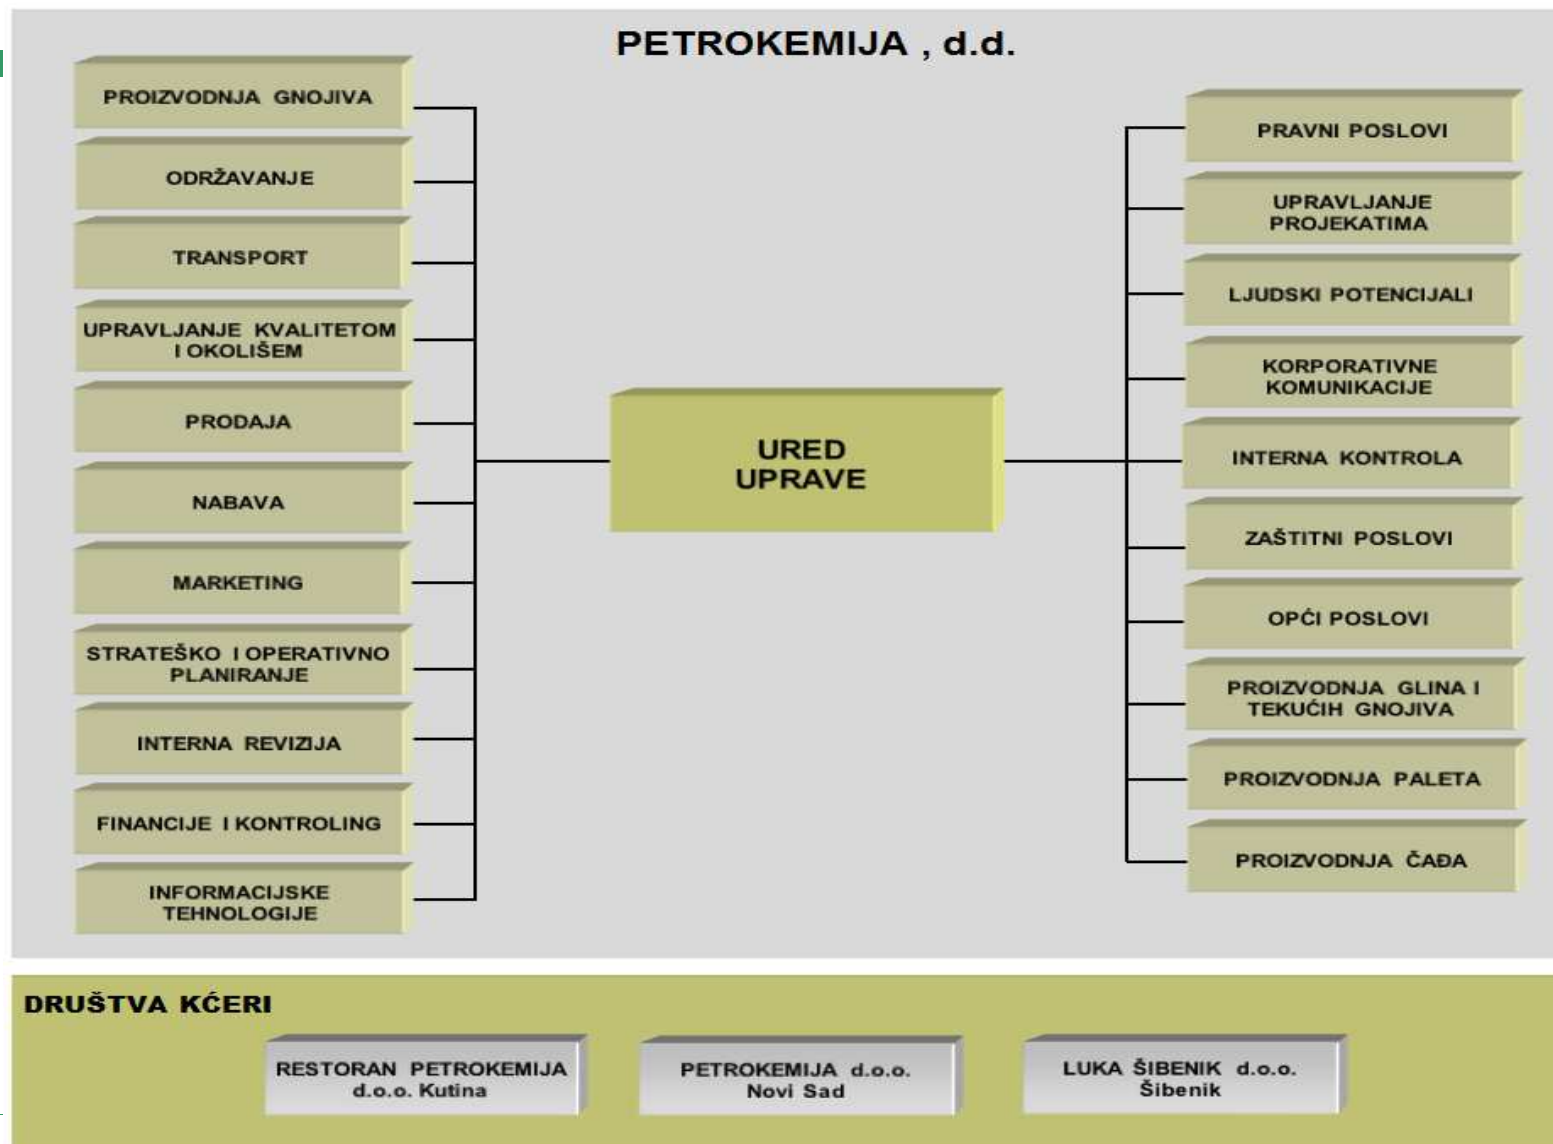 PETROKEMIJA , d.d.
PROIZVODNJA GNOJIVA
ODRŽAVANJE
TRANSPORT
UPRAVLJANJE KVALITETOM
I OKOLIŠEM
PRODAJA
NABAVA
MARKETING
STRATEŠKO I OPERATIVNO
PLANIRANJE
INTERNA REVIZIJA
FINANCIJE I KONTROLING
INFORMACIJSKE
TEHNOLOGIJE
URED
UPRAVE
PRAVNI POSLOVI
UPRAVLJANJE
PROJEKATIMA
LJUDSKI POTENCIJALI
KORPORATIVNE
KOMUNIKACIJE
INTERNA KONTROLA
ZAŠTITNI POSLOVI
OPĆI POSLOVI
PROIZVODNJA GLINA I
TEKUĆIH GNOJIVA
PROIZVODNJA PALETA
PROIZVODNJA ČAĐA
DRUŠTVA KĆERI
RESTORAN PETROKEMIJA
d.o.o. Kutina
PETROKEMIJA d.o.o.
Novi Sad
LUKA ŠIBENIK d.o.o.
Šibenik